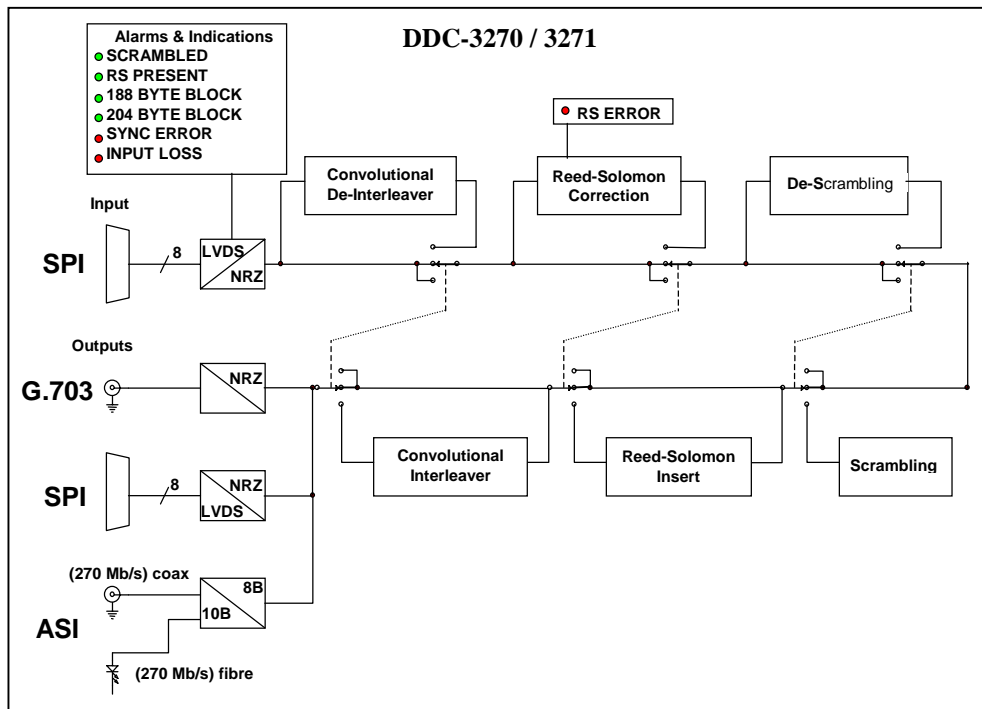 DDC-3270 / 3271
Alarms & Indications
SCRAMBLED
RS PRESENT
188 BYTE BLOCK
204 BYTE BLOCK
SYNC ERROR
INPUT LOSS
RS ERROR
Convolutional
De-Interleaver
Reed-Solomon
Correction
De-Scrambling
Input
SPI
8
LVDS
NRZ
Outputs
G.703
NRZ
Convolutional
Interleaver
Reed-Solomon
Insert
Scrambling
SPI
8
NRZ
LVDS
(270 Mb/s) coax
8B
10B
ASI
(270 Mb/s) fibre